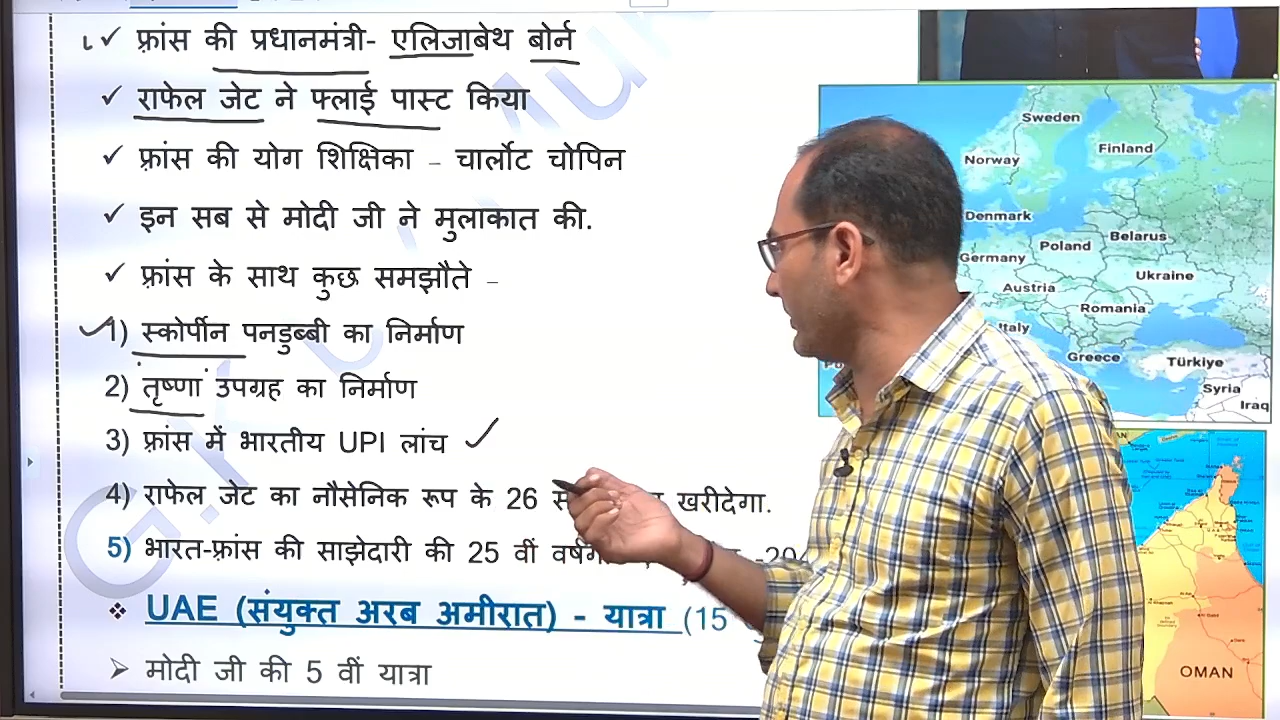 ✓ फ़्रांस की प्रधानमंत्री- एलिजाबेथ बोर्न
✓ राफेल जेट ने फ्लाई पास्ट किया
✓ फ़्रांस की योग शिक्षिका – चार्लोट चोपिन
✓ इन सब से मोदी जी ने मुलाकात की.
✓ फ़्रांस के साथ कुछ समझौते –
1) स्कोर्पीन पनडुब्बी का निर्माण
2) तृष्णा उपग्रह का निर्माण
3) फ़्रांस में भारतीय UPI लांच
4) राफेल जेट का नौसेनिक रूप के 26 खरीदेगा.
5) भारत-फ़्रांस की साझेदारी की 25 वीं
❖ UAE (संयुक्त अरब अमीरात) - यात्रा (15
➢ मोदी जी की 5 वीं यात्रा
G.K by
Sweden
Norway
Finland
Denmark
Belarus
Poland
Germany
Ukraine
Austria
Romania
Italy
Greece
Türkiye
Syria
Iraq
OMAN